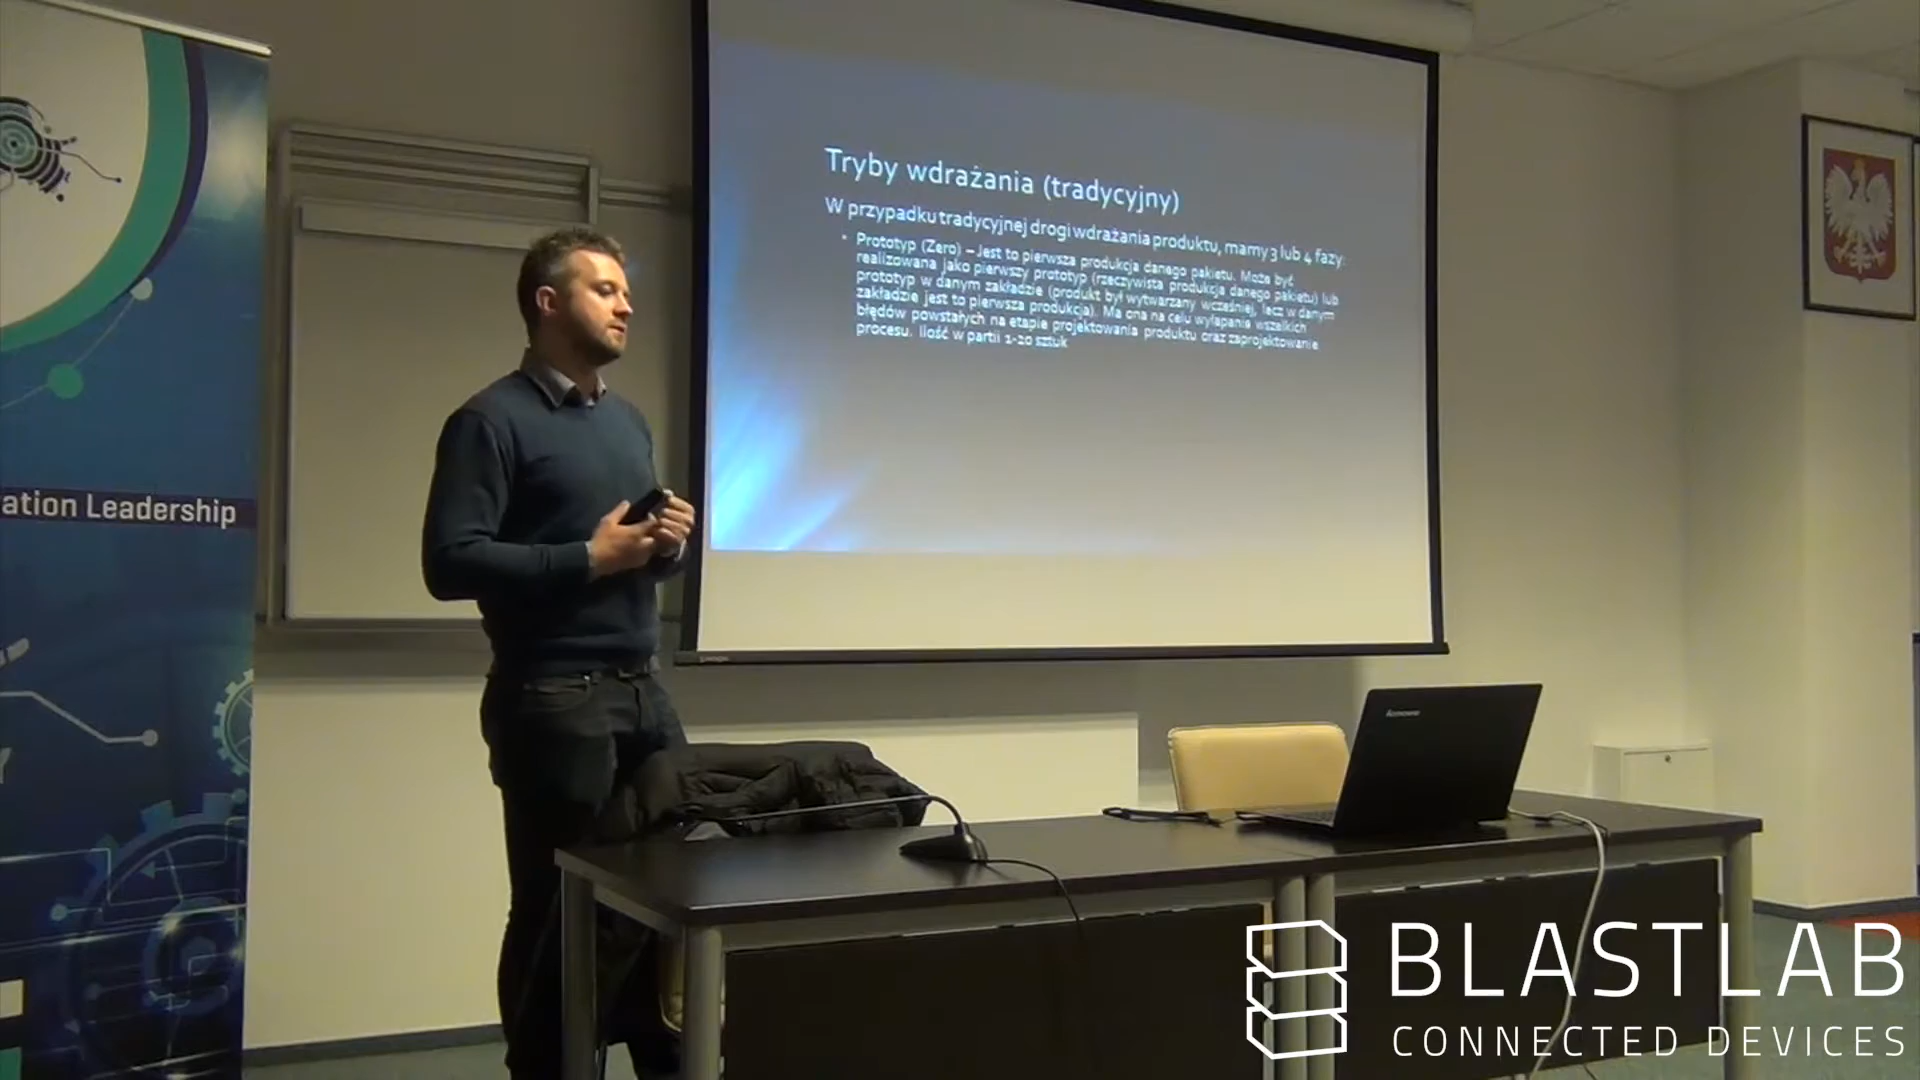 Tryby wdrażania (tradycyjny)
W przypadku tradycyjnej drogi wdrażania produktu, mamy 3 lub 4 fazy:
• Prototyp (Zero) – Jest to pierwsza produkcja danego pakietu. Może być
realizowana jako pierwszy prototyp (rzeczywista produkcja danego pakietu) lub
prototyp w danym zakładzie (produkt był wytwarzany wcześniej, lecz w danym
zakładzie jest to pierwsza produkcja). Ma ona na celu wyłapanie wszelkich
błędów powstałych na etapie projektowania produktu oraz zaprojektowanie
procesu. Ilość w partii 1-20 sztuk
ation Leadership
Y
Lenovo
BLASTLAB
CONNECTED DEVICES